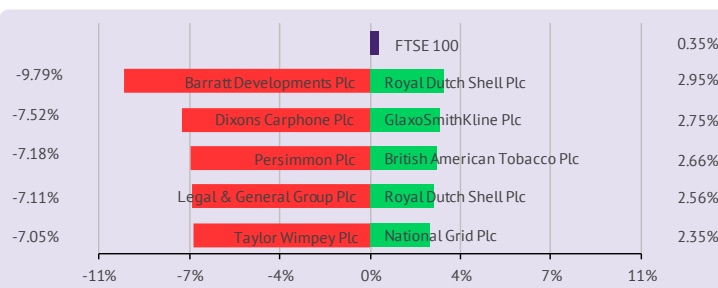 FTSE 100 0.35%
-9.79% Barratt Developments Plc Royal Dutch Shell Plc 2.95%
-7.52% Dixons Carphone Plc GlaxoSmithKline Plc 2.75%
-7.18% Persimmon Plc British American Tobacco Plc 2.66%
-7.11% Legal & General Group Plc Royal Dutch Shell Plc 2.56%
-7.05% Taylor Wimpey Plc National Grid Plc 2.35%
-11% -7% -4% 0% 4% 7% 11%